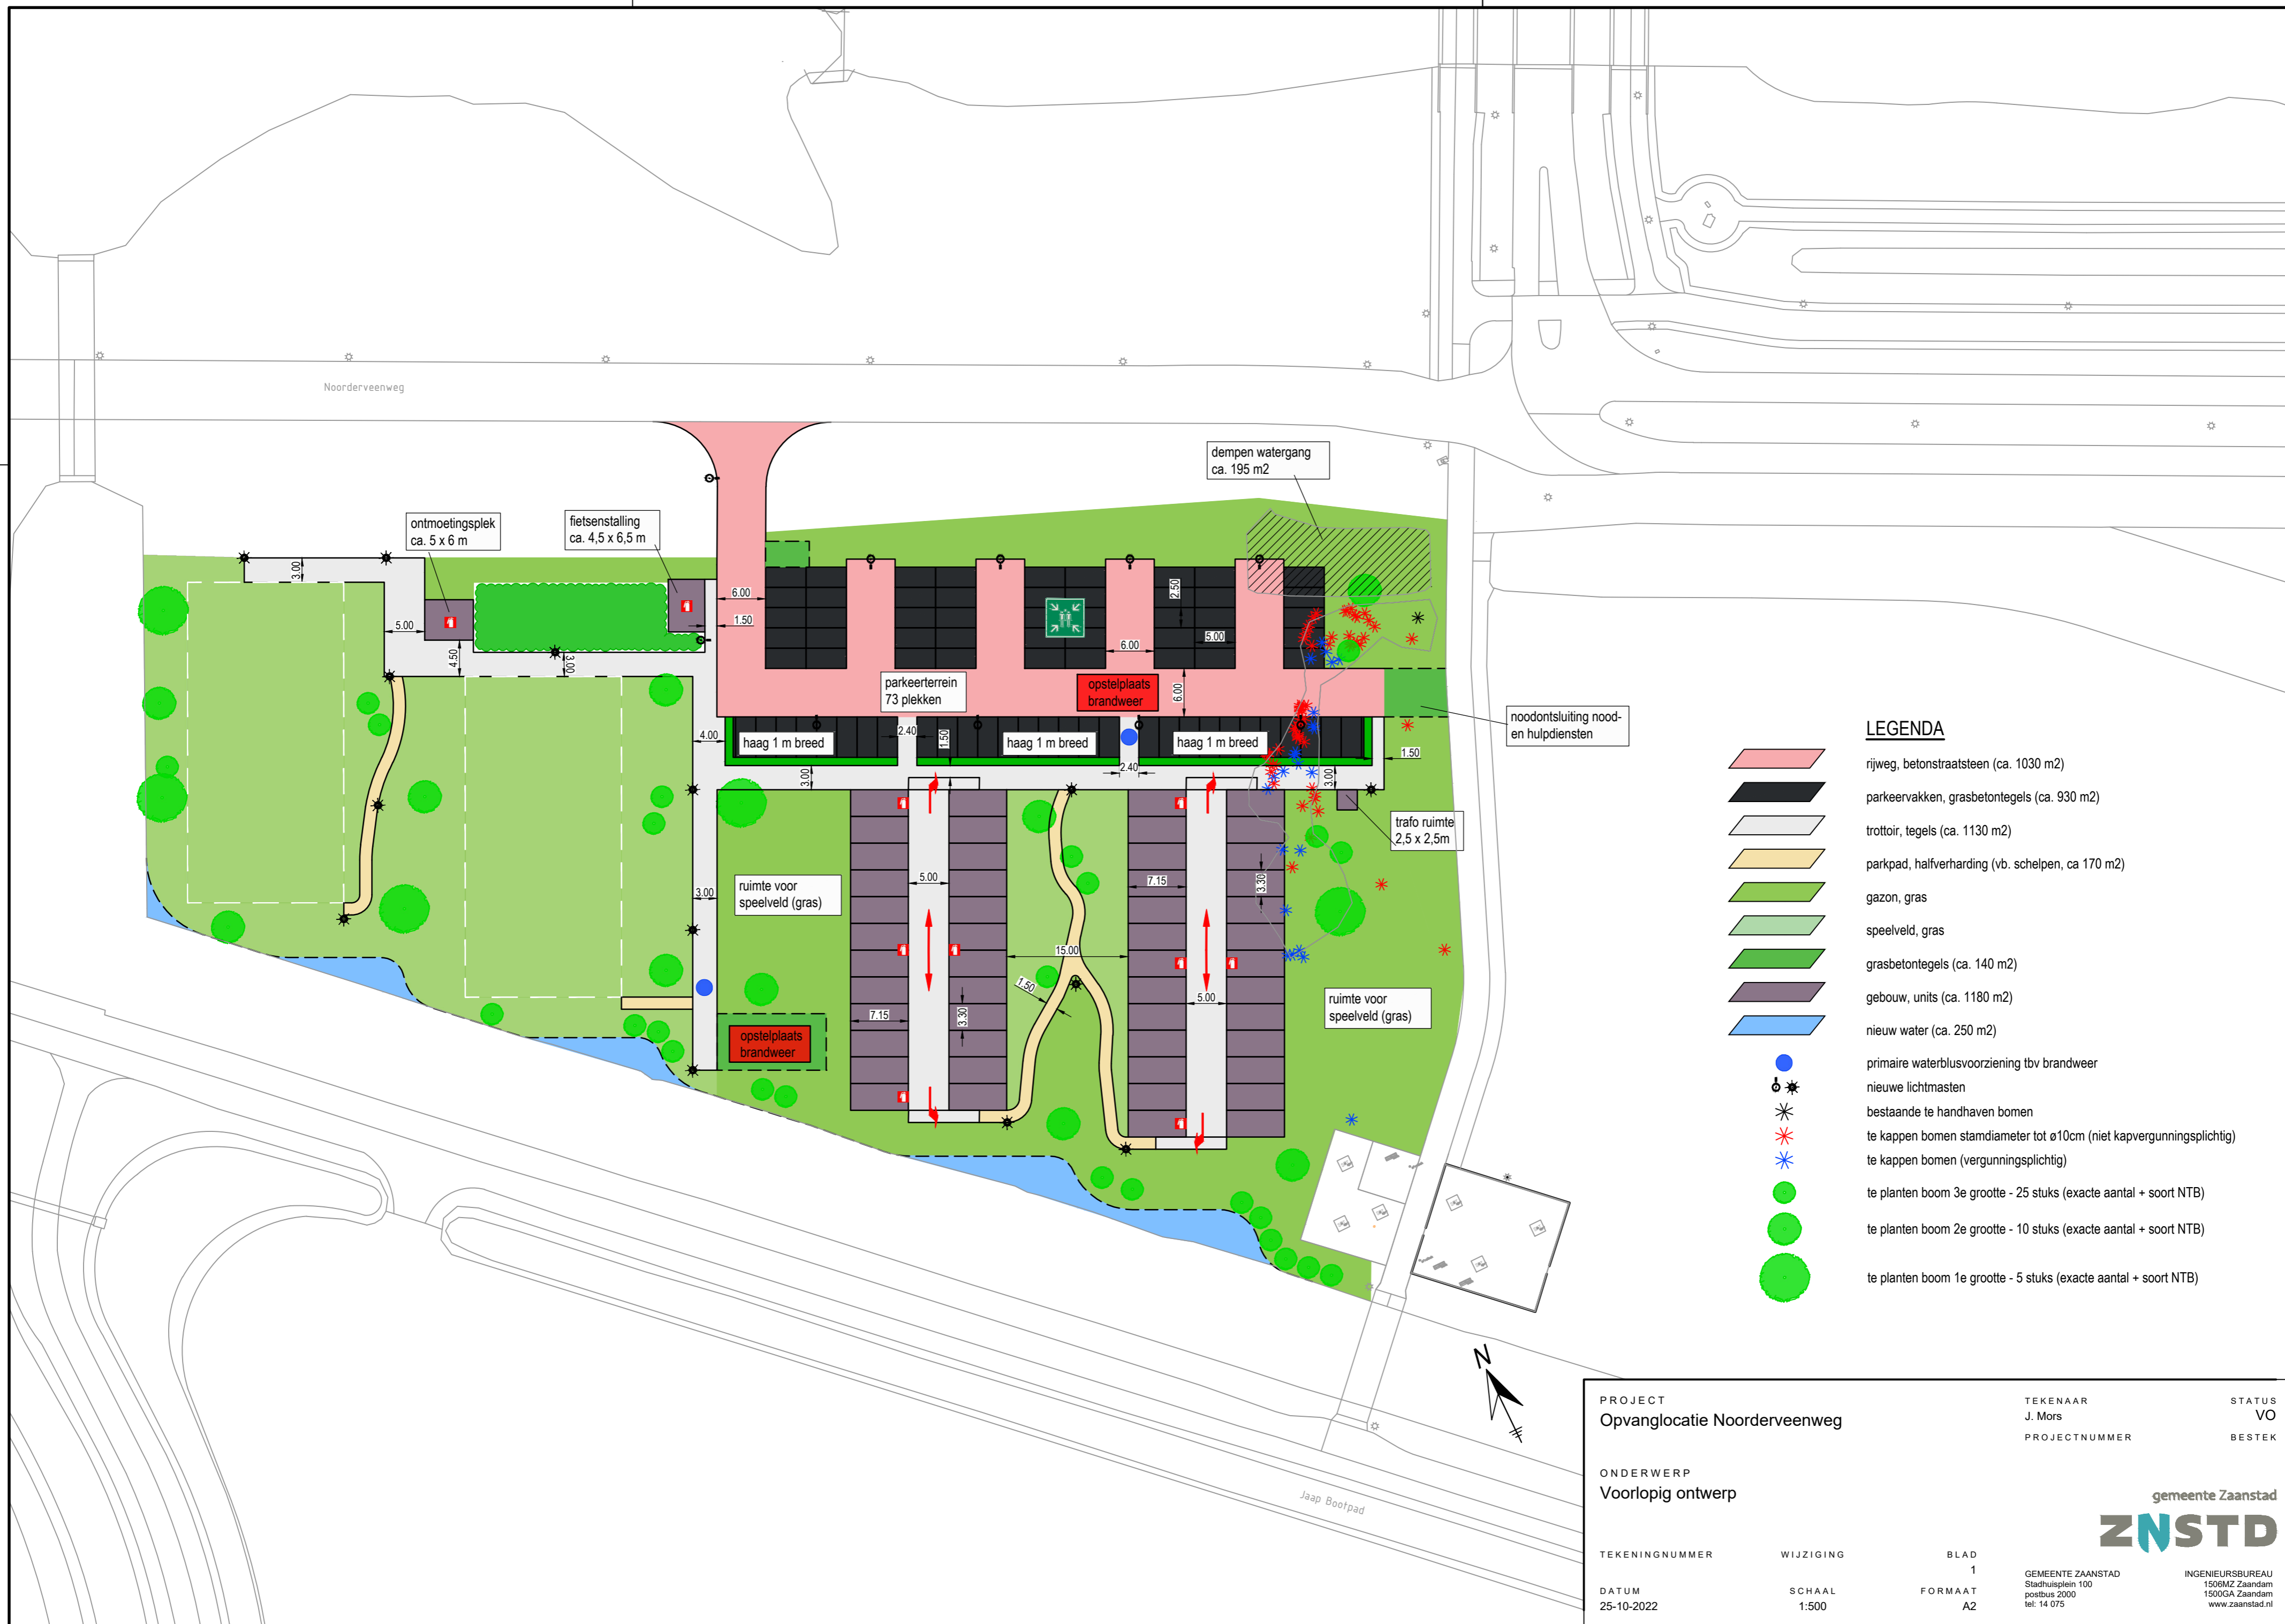 Noorderveenweg
dempen watergang
ca. 195 m2
ontmoetingsplek
ca. 5 x 6 m
fietsenstalling
ca. 4,5 x 6,5 m
3.00
5.00
4.50
3.00
6.00
1.50
2.50
5.00
6.00
6.00
parkeerterrein
73 plekken
opstelplaats
brandweer
noodontsluiting nood-
en hulpdiensten
4.00
haag 1 m breed
2.40
1.50
haag 1 m breed
haag 1 m breed
2.40
1.50
3.00
3.00
trafo ruimte
2,5 x 2,5m
3.00
ruimte voor
speelveld (gras)
5.00
7.15
3.30
15.00
1.50
5.00
7.15
3.30
ruimte voor
speelveld (gras)
opstelplaats
brandweer
Jaap Bootpad
N
LEGENDA
rijweg, betonstraatsteen (ca. 1030 m2)
parkeervakken, grasbetontegels (ca. 930 m2)
trottoir, tegels (ca. 1130 m2)
parkpad, halfverharding (vb. schelpen, ca 170 m2)
gazon, gras
speelveld, gras
grasbetontegels (ca. 140 m2)
gebouw, units (ca. 1180 m2)
nieuw water (ca. 250 m2)
primaire waterblusvoorziening tbv brandweer
nieuwe lichtmasten
bestaande te handhaven bomen
te kappen bomen stamdiameter tot ø10cm (niet kapvergunningsplichtig)
te kappen bomen (vergunningsplichtig)
te planten boom 3e grootte - 25 stuks (exacte aantal + soort NTB)
te planten boom 2e grootte - 10 stuks (exacte aantal + soort NTB)
te planten boom 1e grootte - 5 stuks (exacte aantal + soort NTB)
PROJECT
Opvanglocatie Noorderveenweg
TEKENAAR
J. Mors
STATUS
VO
PROJECTNUMMER
BESTEK
ONDERWERP
Voorlopig ontwerp
gemeente Zaanstad
ZNSTD
TEKENINGNUMMER
WIJZIGING
BLAD
1
DATUM
25-10-2022
SCHAAL
1:500
FORMAAT
A2
GEMEENTE ZAANSTAD
Stadhuisplein 100
postbus 2000
tel: 14 075
INGENIEURSBUREAU
1506MZ Zaandam
1500GA Zaandam
www.zaanstad.nl